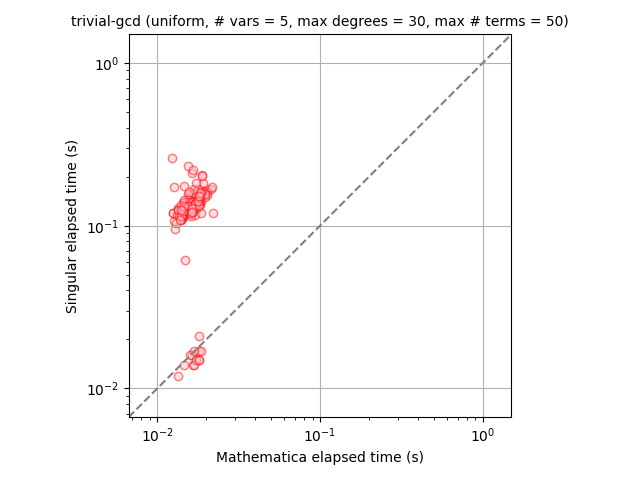 trivial-gcd (uniform, # vars = 5, max degrees = 30, max # terms = 50)
10⁰
10⁻¹
10⁻²
Singular elapsed time (s)
10⁻² 10⁻¹ 10⁰
Mathematica elapsed time (s)